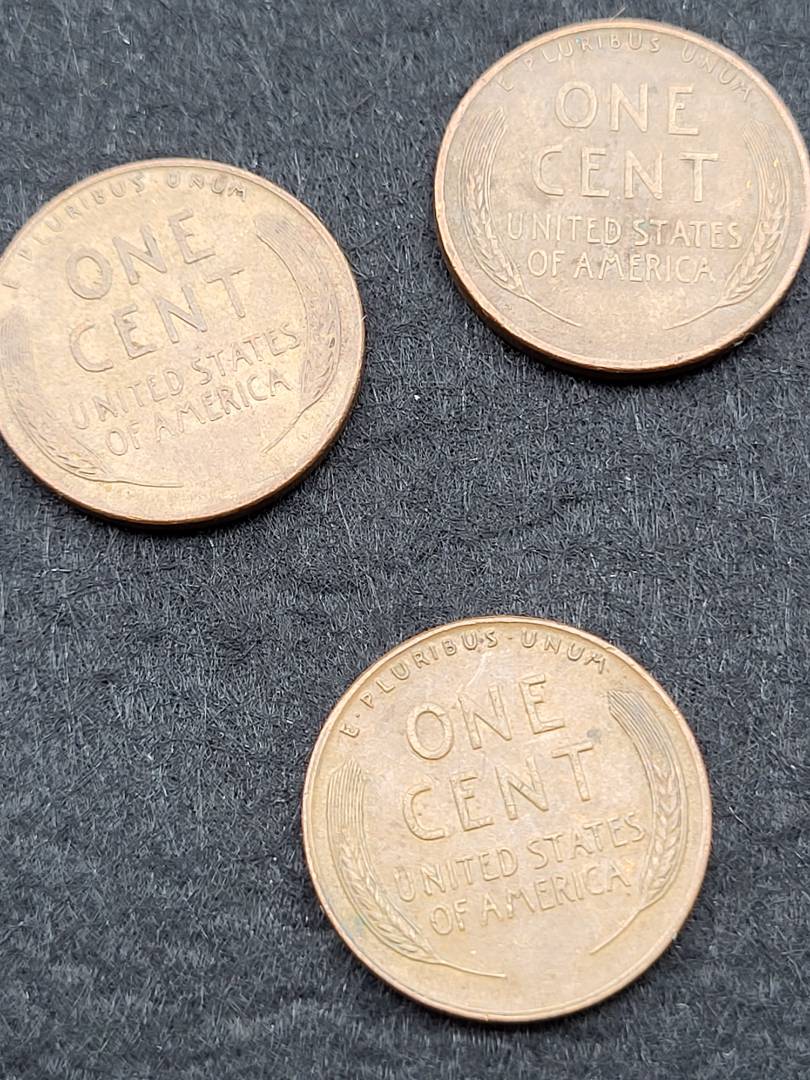 E · PLURIBUS · UNUM
ONE
CENT
UNITED STATES
OF AMERICA
E PLURIBUS · UNUM
ONE
CENT
UNITED STATES
OF AMERICA
E · PLURIBUS · UNUM
ONE
CENT
UNITED STATES
OF AMERICA